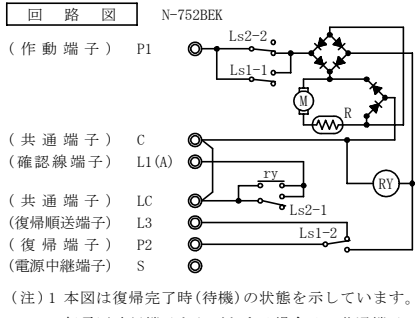 回 路 図 N-752BEK
(作動端子) P1
Ls2-2
Ls1-1
M
R
(共通端子) C
(確認線端子) L1(A)
ry
RY
(共通端子) LC
Ls2-1
(復帰順送端子) L3
Ls1-2
(復帰端子) P2
(電源中継端子) S
(注)1 本図は復帰完了時(待機)の状態を示しています。